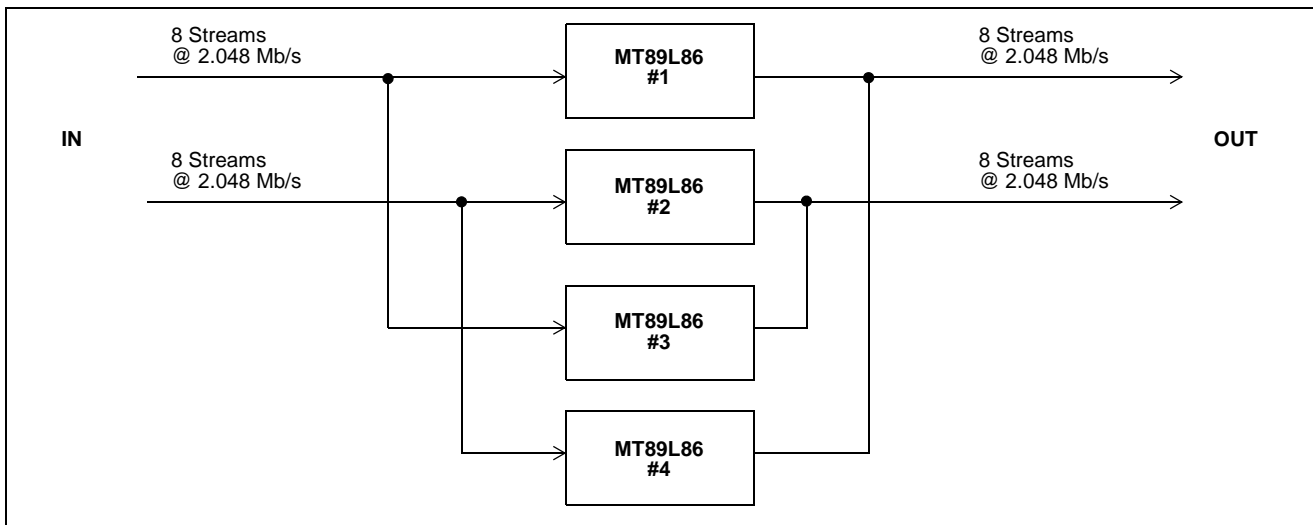 8 Streams
@ 2.048 Mb/s
MT89L86
#1
8 Streams
@ 2.048 Mb/s
IN
OUT
8 Streams
@ 2.048 Mb/s
MT89L86
#2
8 Streams
@ 2.048 Mb/s
MT89L86
#3
MT89L86
#4